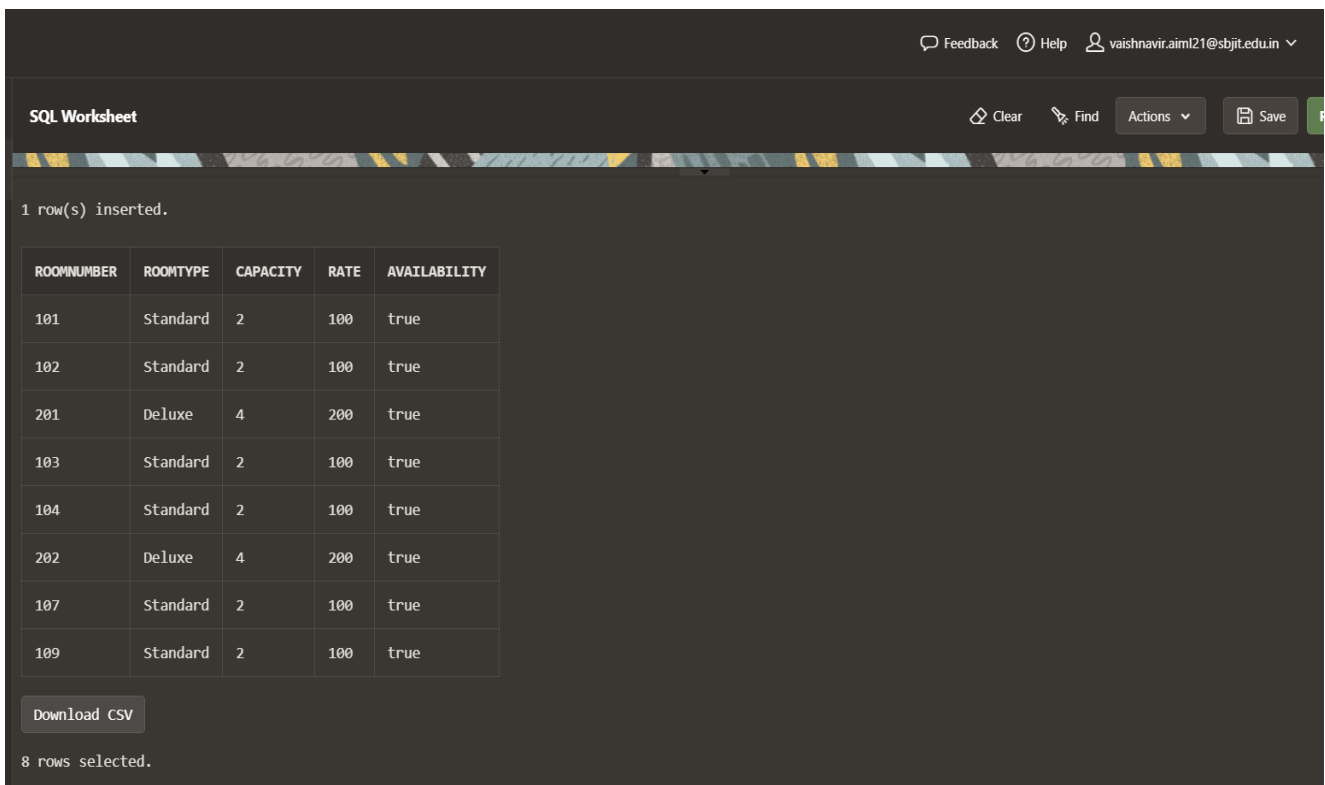 Feedback Help vaishnavir.aiml21@sbjit.edu.in
SQL Worksheet Clear Find Actions Save
1 row(s) inserted.
ROOMNUMBER ROOMTYPE CAPACITY RATE AVAILABILITY
101 Standard 2 100 true
102 Standard 2 100 true
201 Deluxe 4 200 true
103 Standard 2 100 true
104 Standard 2 100 true
202 Deluxe 4 200 true
107 Standard 2 100 true
109 Standard 2 100 true
Download CSV
8 rows selected.